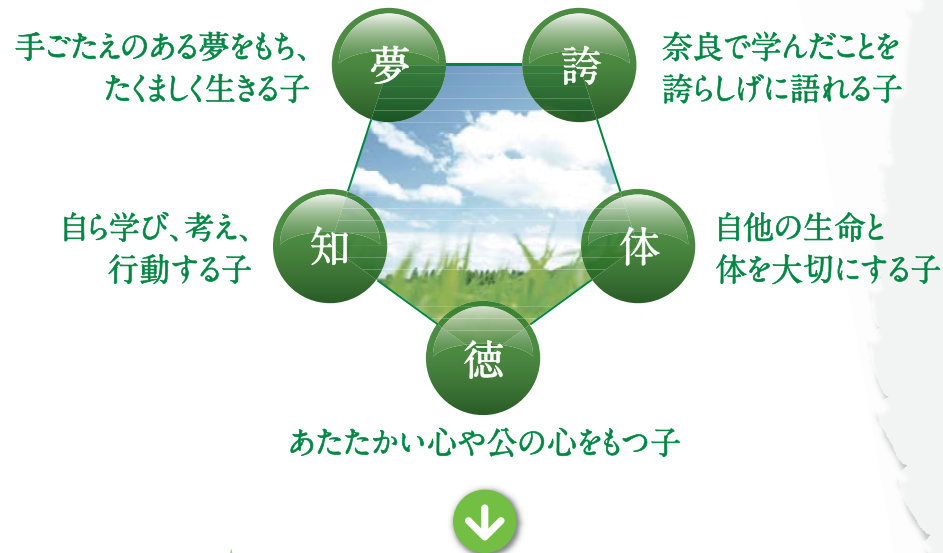 手ごたえのある夢をもち、
たくましく生きる子
夢
誇
奈良で学んだことを
誇らしげに語れる子
自ら学び、考え、
行動する子
知
体
自他の生命と
体を大切にする子
徳
あたたかい心や公の心をもつ子